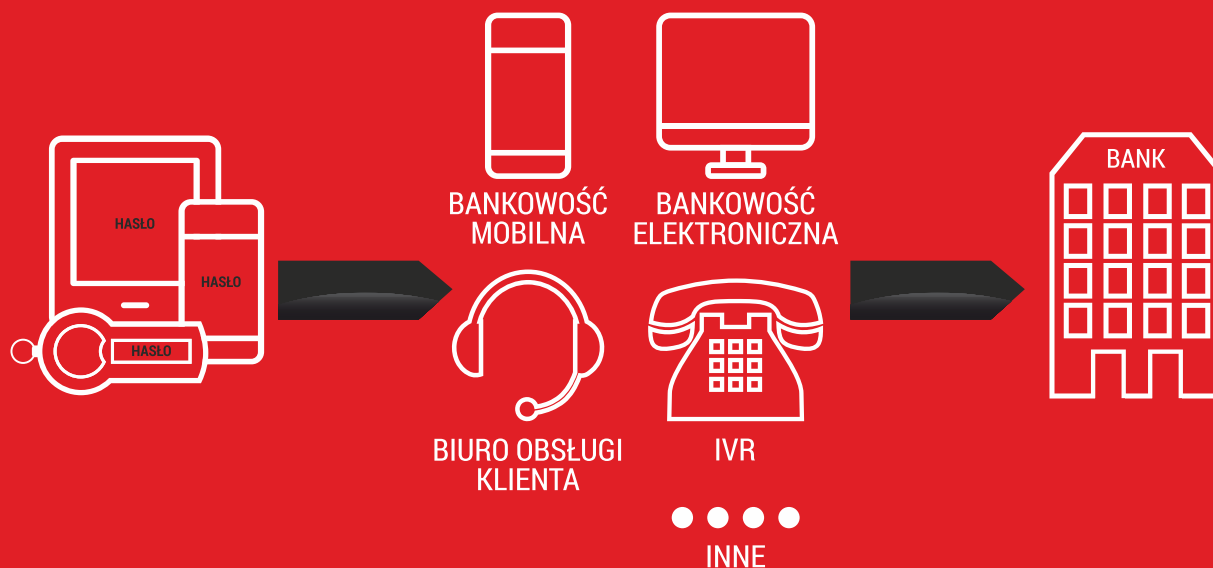 HASŁO
HASŁO
HASŁO
BANKOWOŚĆ
MOBILNA
BANKOWOŚĆ
ELEKTRONICZNA
BIURO OBSŁUGI
KLIENTA
IVR
INNE
BANK